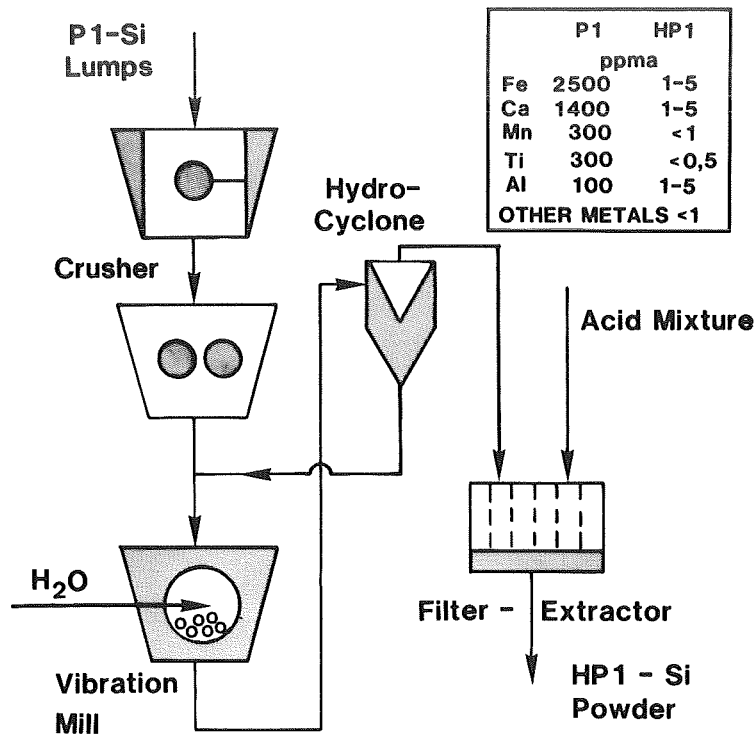 P1-Si
Lumps
P1 HP1
ppma
Fe 2500 1-5
Ca 1400 1-5
Mn 300 <1
Ti 300 <0,5
Al 100 1-5
OTHER METALS <1
Hydro-
Cyclone
Crusher
Acid Mixture
H₂O
Filter - Extractor
Vibration
Mill
HP1 - Si
Powder